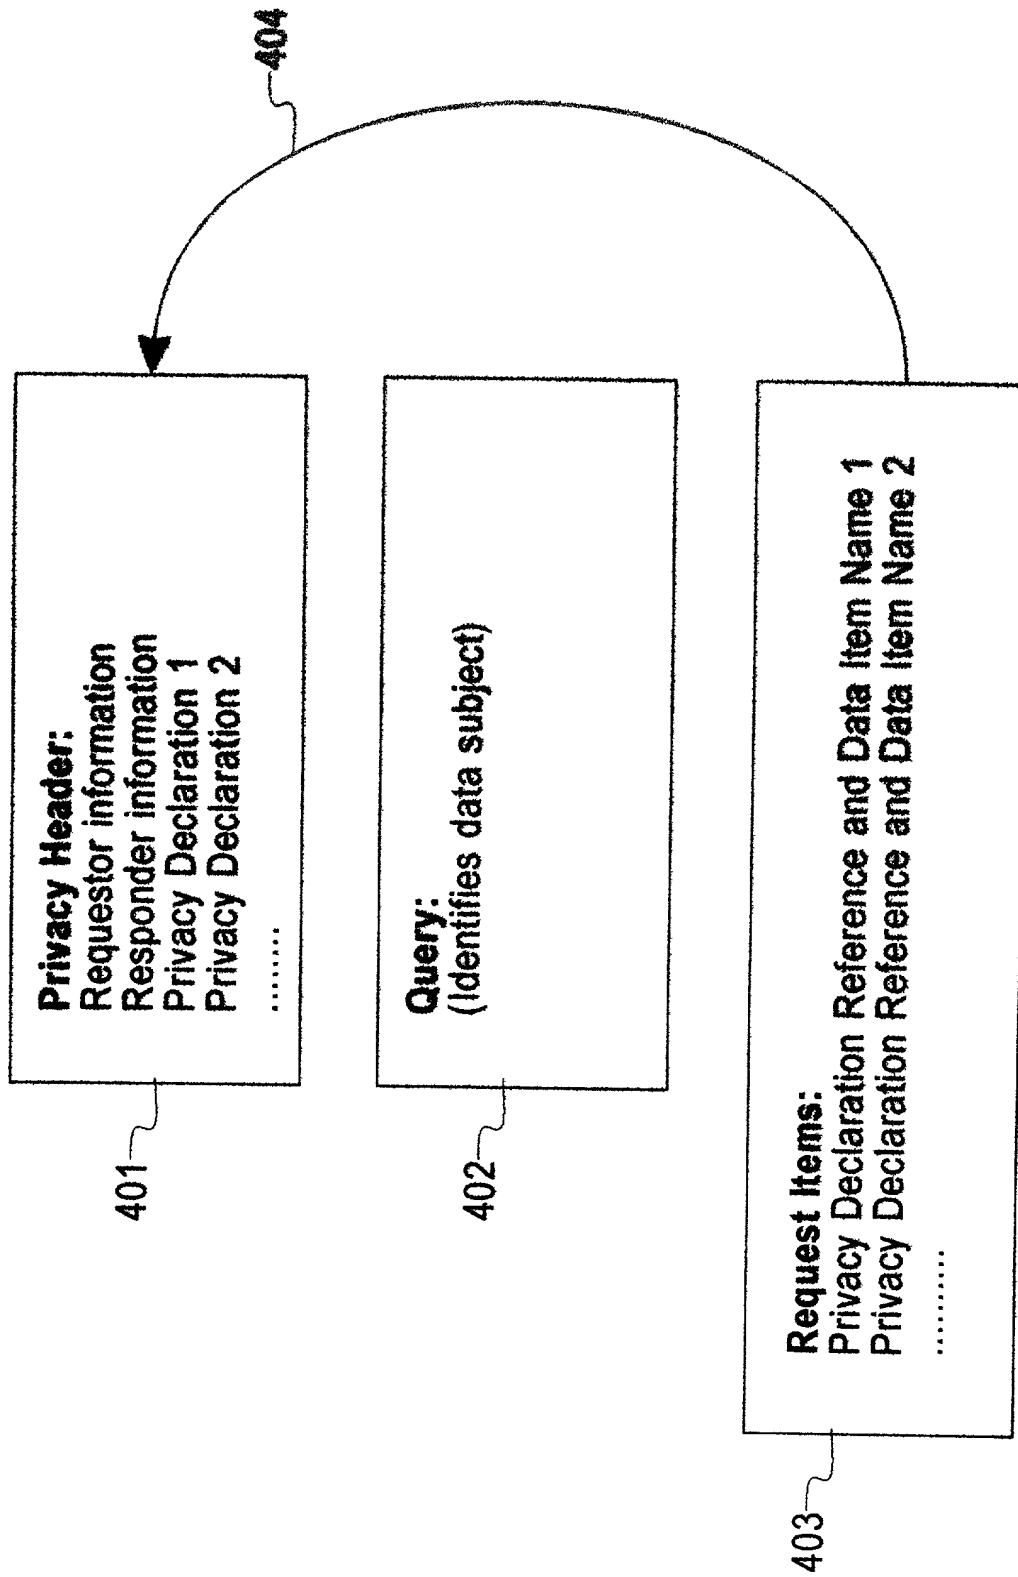 404
401
Privacy Header:
Requestor information
Responder information
Privacy Declaration 1
Privacy Declaration 2
.......
402
Query:
(Identifies data subject)
403
Request Items:
Privacy Declaration Reference and Data Item Name 1
Privacy Declaration Reference and Data Item Name 2
.........